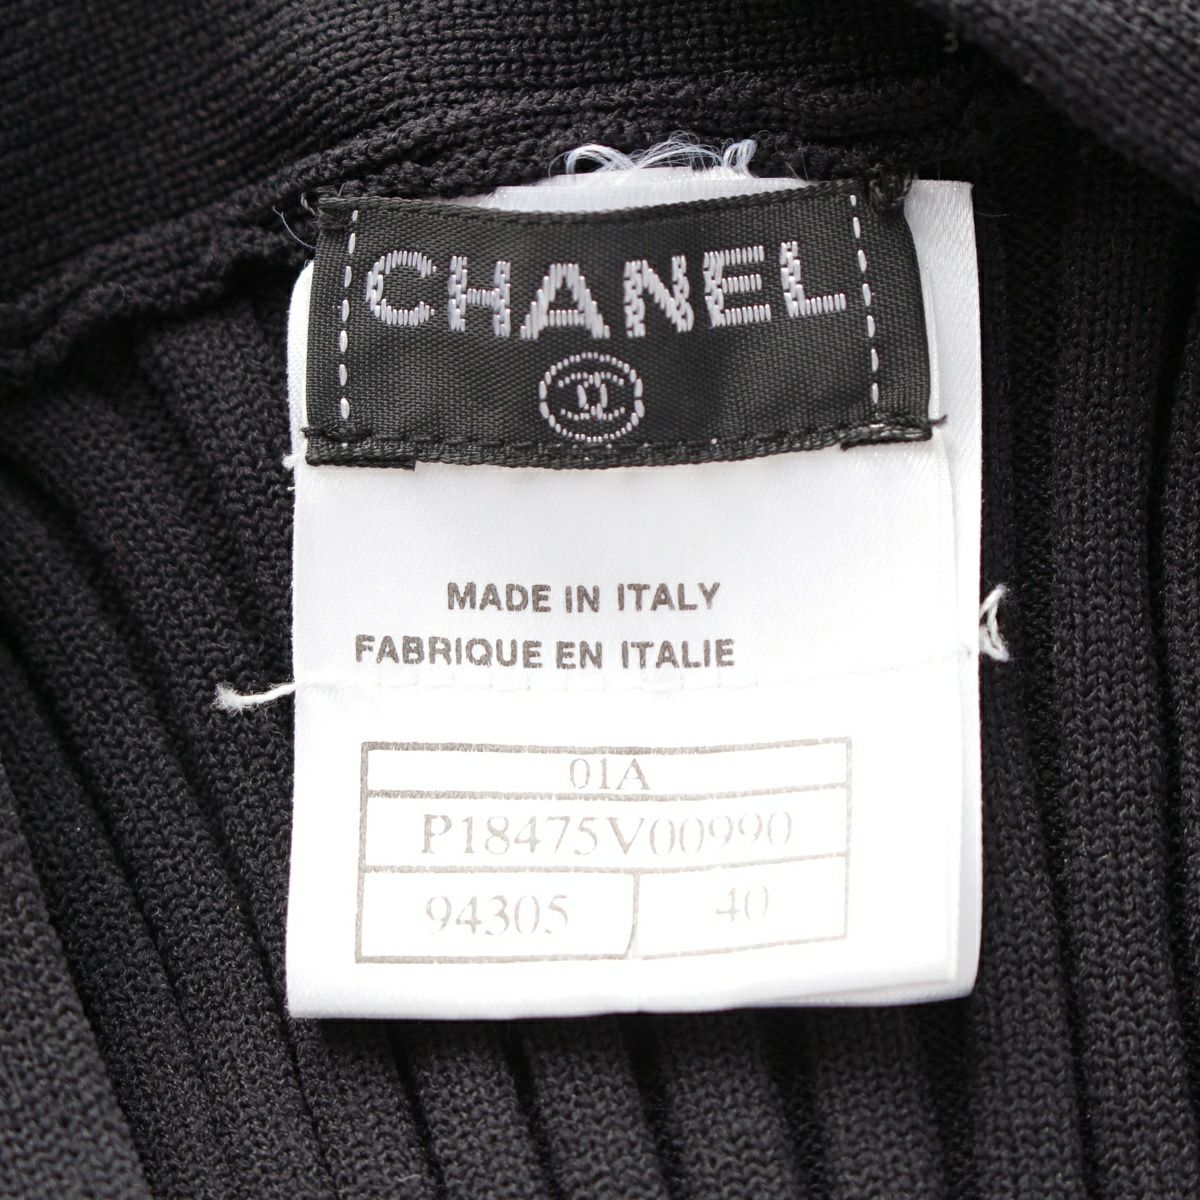 CHANEL
MADE IN ITALY
FABRIQUE EN ITALIE
01A
P18475V00990
94305 40